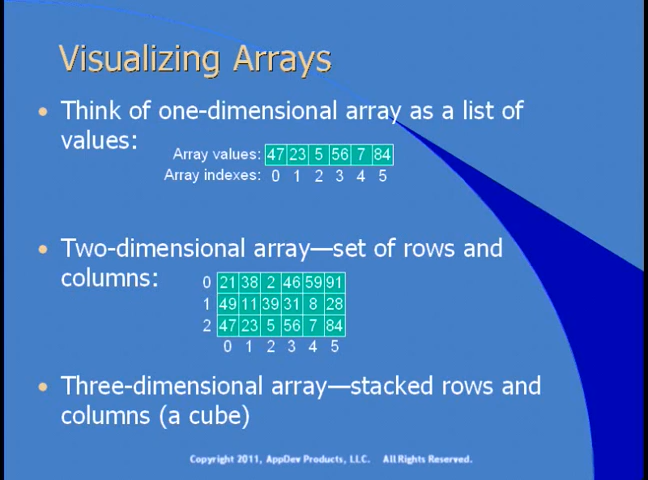 Visualizing Arrays
• Think of one-dimensional array as a list of
values:
Array values: 47 23 5 56 7 84
Array indexes: 0 1 2 3 4 5
• Two-dimensional array—set of rows and
columns:
0 21 38 2 46 59 91
1 49 11 39 31 8 28
2 47 23 5 56 7 84
0 1 2 3 4 5
• Three-dimensional array—stacked rows and
columns (a cube)
Copyright 2011, AppDev Products, LLC. All Rights Reserved.